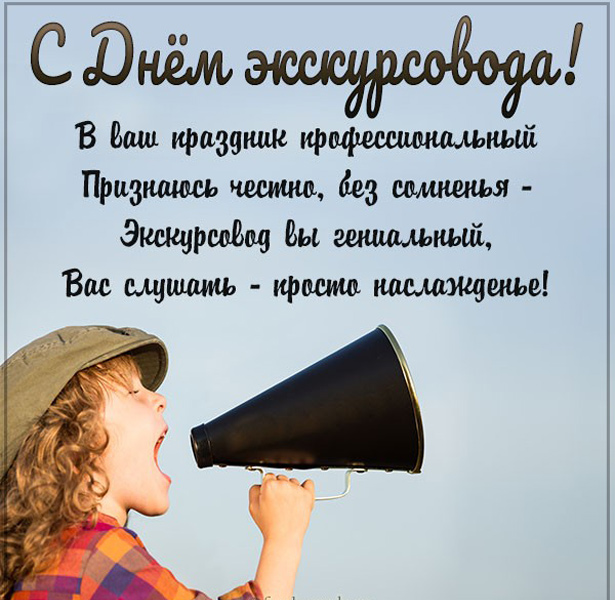 С Днём экскурсовода!
В ваш праздник профессиональный
Признаюсь честно, без сомненья -
Экскурсовод вы гениальный,
Вас слушать - просто наслажденье!